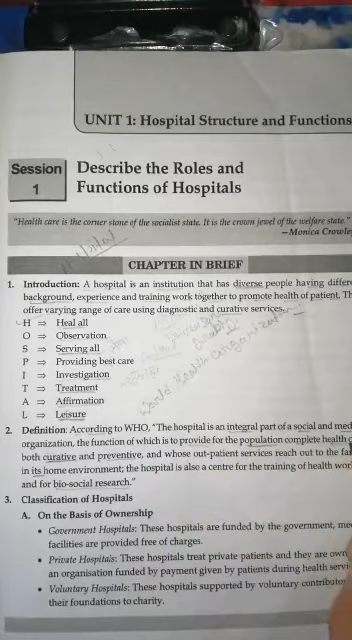 UNIT 1: Hospital Structure and Functions
Session
1
Describe the Roles and
Functions of Hospitals
"Health care is the corner stone of the socialist state. It is the crown jewel of the welfare state."
—Monica Crowle
CHAPTER IN BRIEF
Hospital
1. Introduction: A hospital is an institution that has diverse people having differe
background, experience and training work together to promote health of patient. Th
offer varying range of care using diagnostic and curative services.
H ⇒ Heal all
O ⇒ Observation
S ⇒ Serving all
P ⇒ Providing best care
I ⇒ Investigation
T ⇒ Treatment
A ⇒ Affirmation
L ⇒ Leisure
World Health organization
2. Definition: According to WHO, "The hospital is an integral part of a social and med
organization, the function of which is to provide for the population complete health c
both curative and preventive, and whose out-patient services reach out to the fa
in its home environment; the hospital is also a centre for the training of health wor
and for bio-social research."
3. Classification of Hospitals
A. On the Basis of Ownership
• Government Hospitals: These hospitals are funded by the government, me
facilities are provided free of charges.
• Private Hospitals: These hospitals treat private patients and they are own
an organisation funded by payment given by patients during health servi
• Voluntary Hospitals: These hospitals supported by voluntary contributo
their foundations to charity.